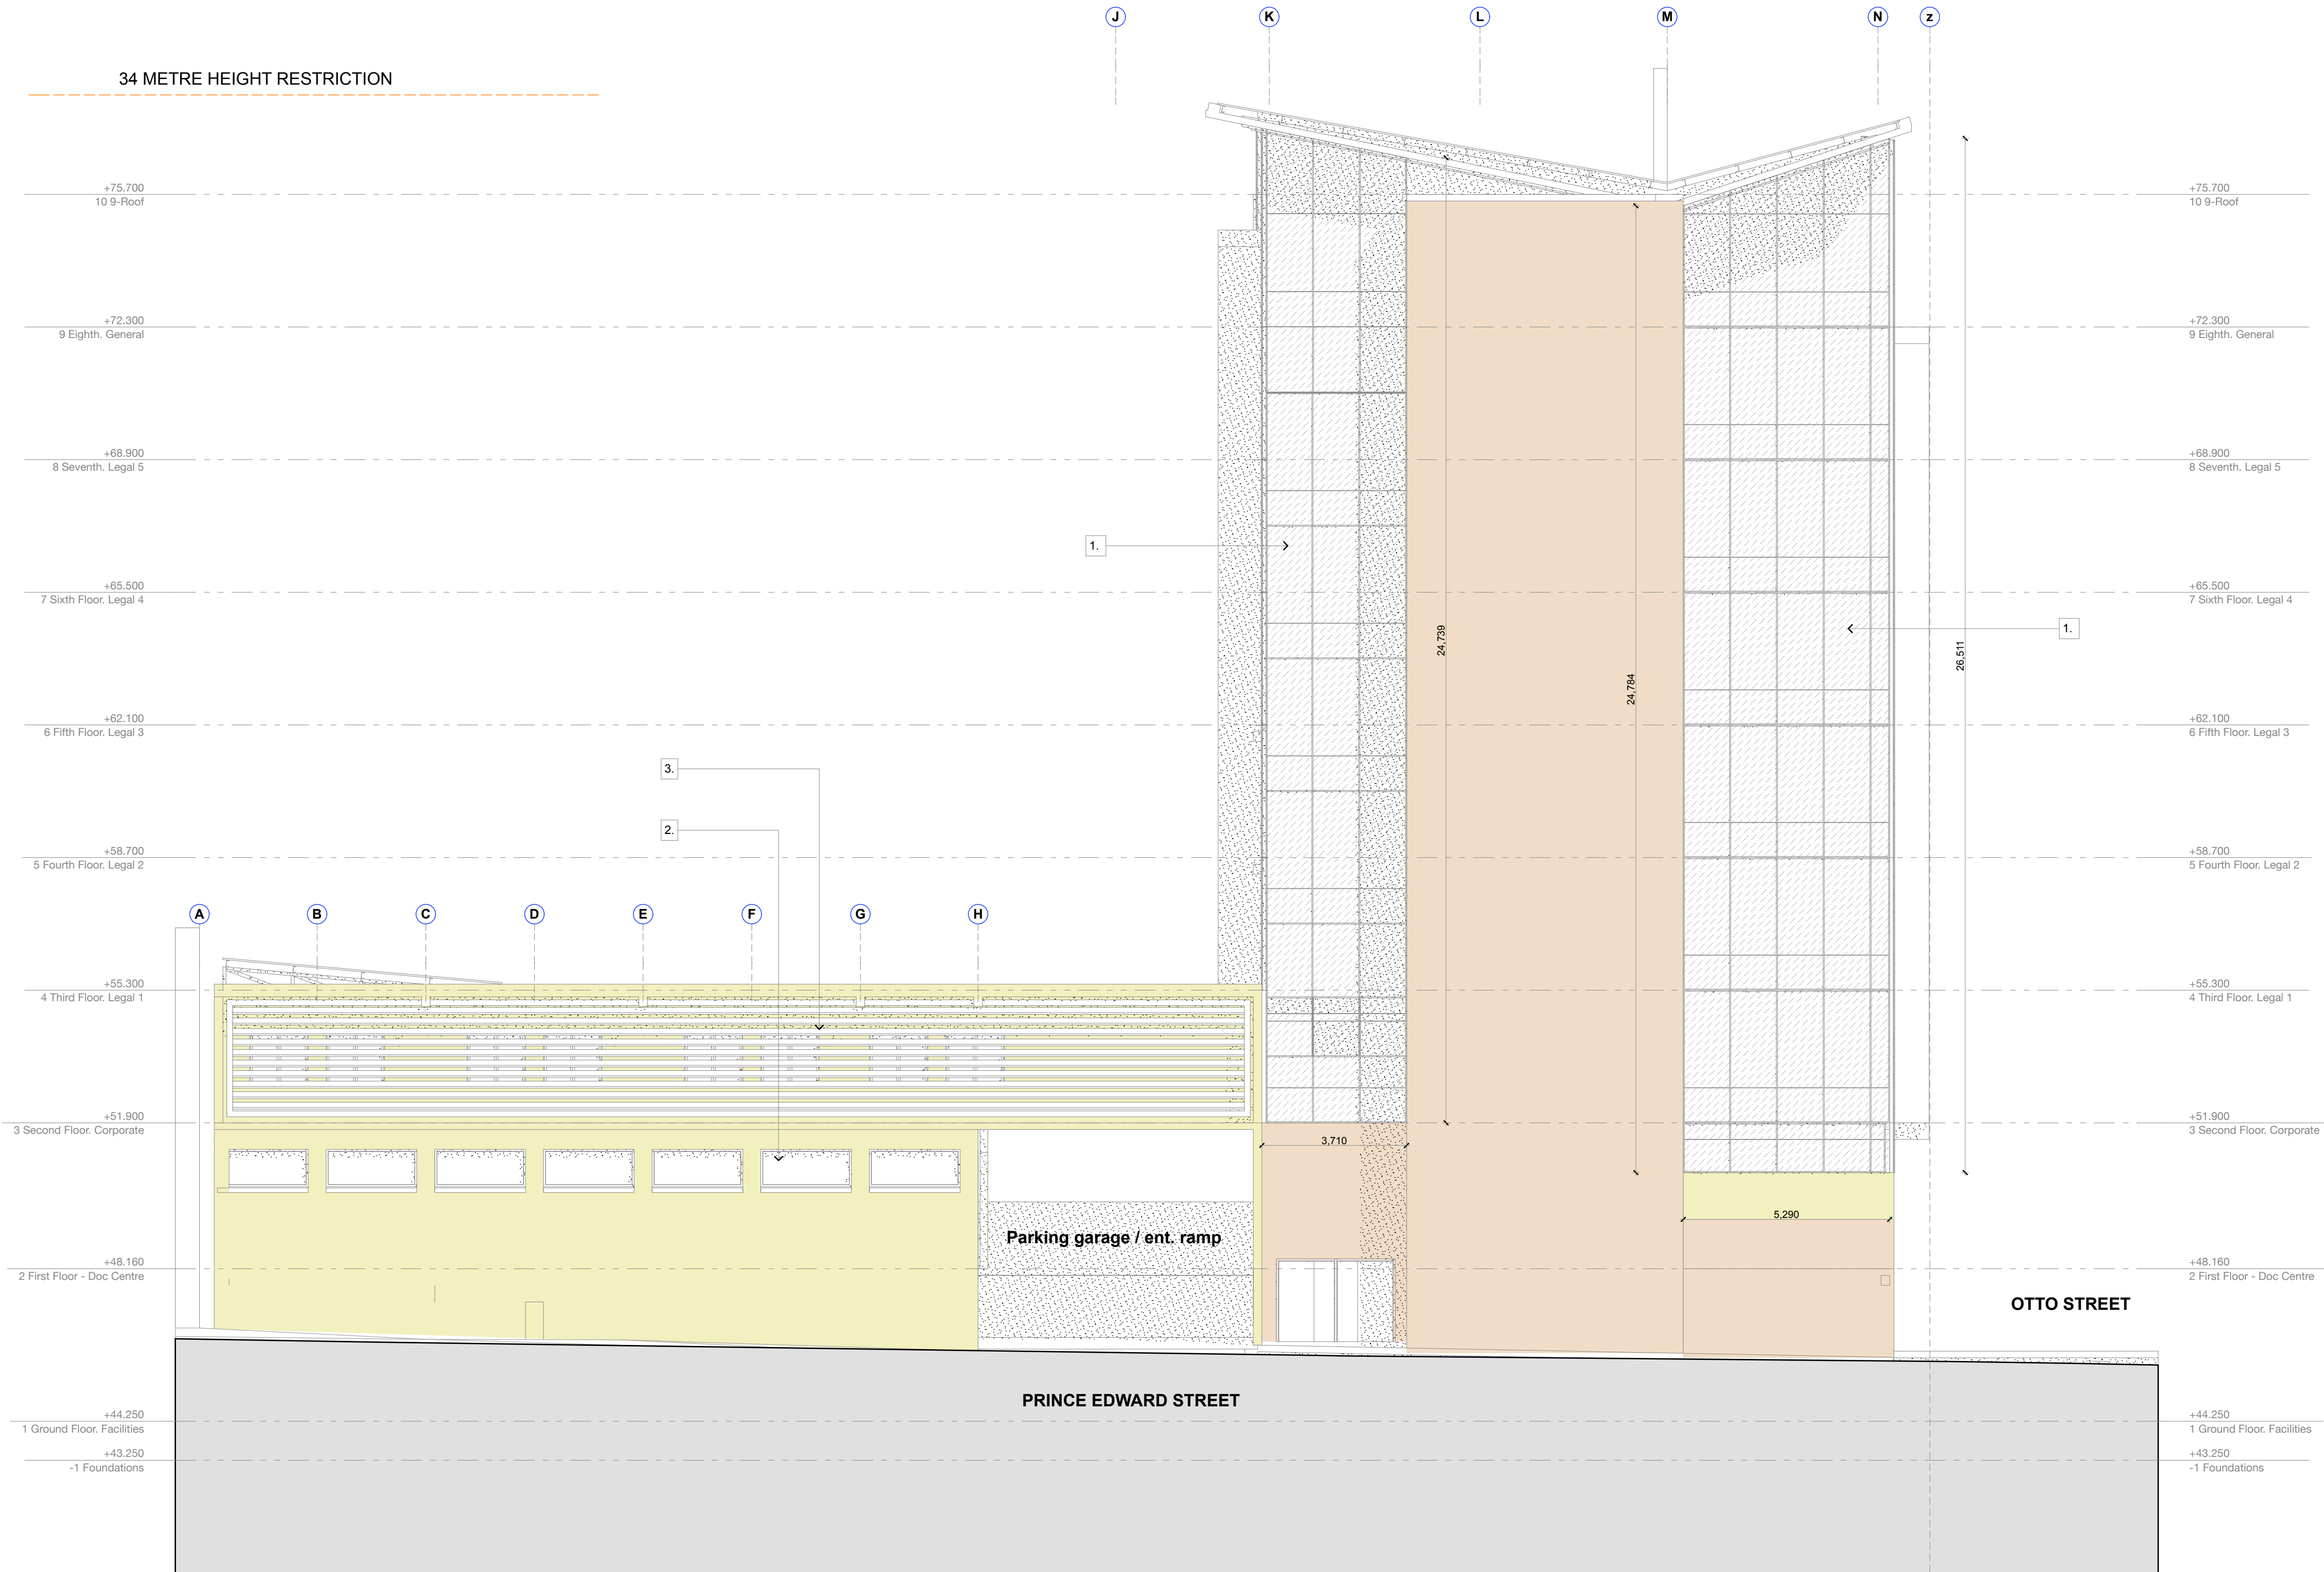 J K L M N z
34 METRE HEIGHT RESTRICTION
+75.700
10 9-Roof
+75.700
10 9-Roof
+72.300
9 Eighth. General
+72.300
9 Eighth. General
+68.900
8 Seventh. Legal 5
+68.900
8 Seventh. Legal 5
1.
+65.500
7 Sixth Floor. Legal 4
+65.500
7 Sixth Floor. Legal 4
1.
24,739
26,511
24,784
+62.100
6 Fifth Floor. Legal 3
+62.100
6 Fifth Floor. Legal 3
3.
2.
+58.700
5 Fourth Floor. Legal 2
+58.700
5 Fourth Floor. Legal 2
A B C D E F G H
+55.300
4 Third Floor. Legal 1
+55.300
4 Third Floor. Legal 1
+51.900
3 Second Floor. Corporate
+51.900
3 Second Floor. Corporate
3,710
5,290
Parking garage / ent. ramp
+48.160
2 First Floor - Doc Centre
+48.160
2 First Floor - Doc Centre
OTTO STREET
PRINCE EDWARD STREET
+44.250
1 Ground Floor. Facilities
+44.250
1 Ground Floor. Facilities
+43.250
-1 Foundations
+43.250
-1 Foundations